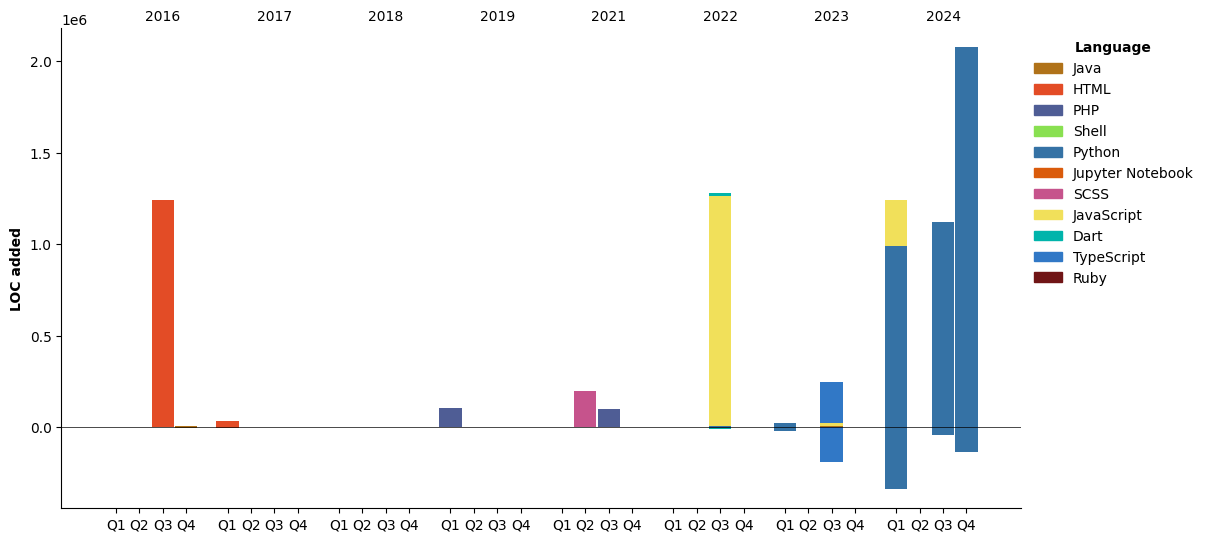 2016 2017 2018 2019 2021 2022 2023 2024
1e6
2.0
1.5
1.0
0.5
0.0
LOC added
Q1 Q2 Q3 Q4 Q1 Q2 Q3 Q4 Q1 Q2 Q3 Q4 Q1 Q2 Q3 Q4 Q1 Q2 Q3 Q4 Q1 Q2 Q3 Q4 Q1 Q2 Q3 Q4 Q1 Q2 Q3 Q4
Language
Java
HTML
PHP
Shell
Python
Jupyter Notebook
SCSS
JavaScript
Dart
TypeScript
Ruby